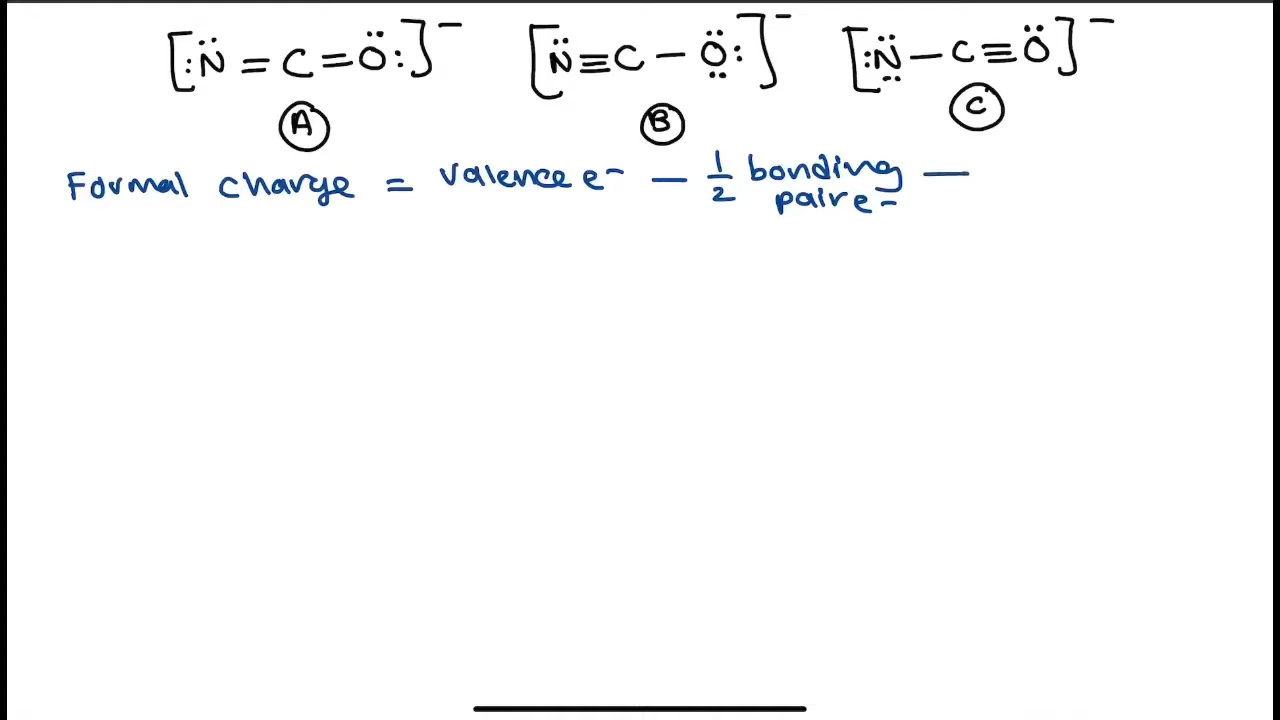 [:N̈ = C = Ö:]⁻ [N̈ ≡ C – Ö̤:]⁻ [:N̤̈ – C ≡ Ö]⁻
A B C
Formal charge = valence e⁻ – 1/2 bonding –
pair e⁻